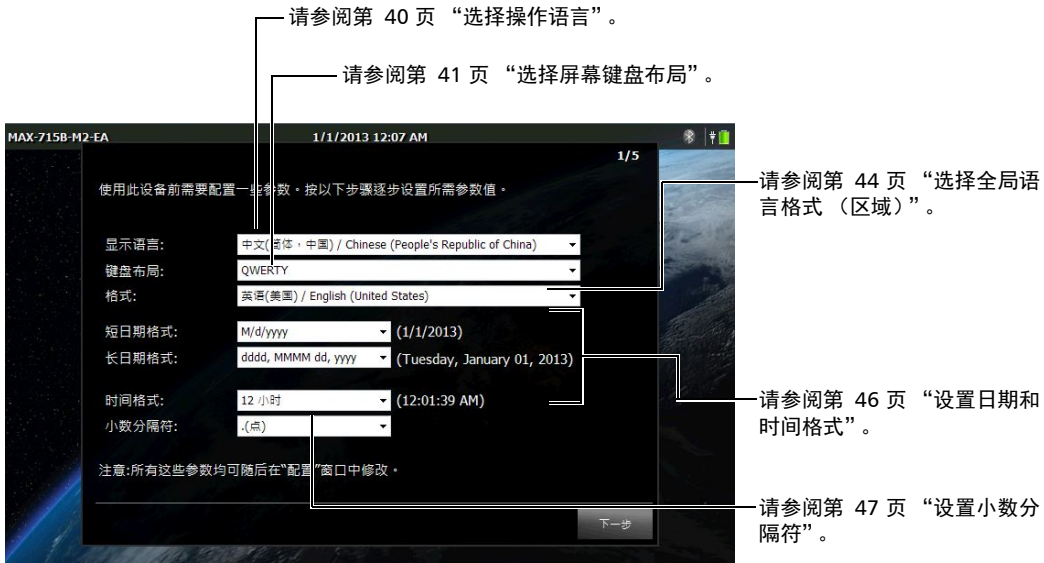 请参阅第 40 页 “选择操作语言”。
请参阅第 41 页 “选择屏幕键盘布局”。
MAX-715B-M2-EA 1/1/2013 12:07 AM
1/5
使用此设备前需要配置一些参数。按以下步骤逐步设置所需参数值。
显示语言: 中文(简体，中国) / Chinese (People's Republic of China)
键盘布局: QWERTY
格式: 英语(美国) / English (United States)
短日期格式: M/d/yyyy (1/1/2013)
长日期格式: dddd, MMMM dd, yyyy (Tuesday, January 01, 2013)
时间格式: 12 小时 (12:01:39 AM)
小数分隔符: .(点)
注意:所有这些参数均可随后在“配置”窗口中修改。
下一步
请参阅第 44 页 “选择全局语
言格式 （区域）”。
请参阅第 46 页 “设置日期和
时间格式”。
请参阅第 47 页 “设置小数分
隔符”。